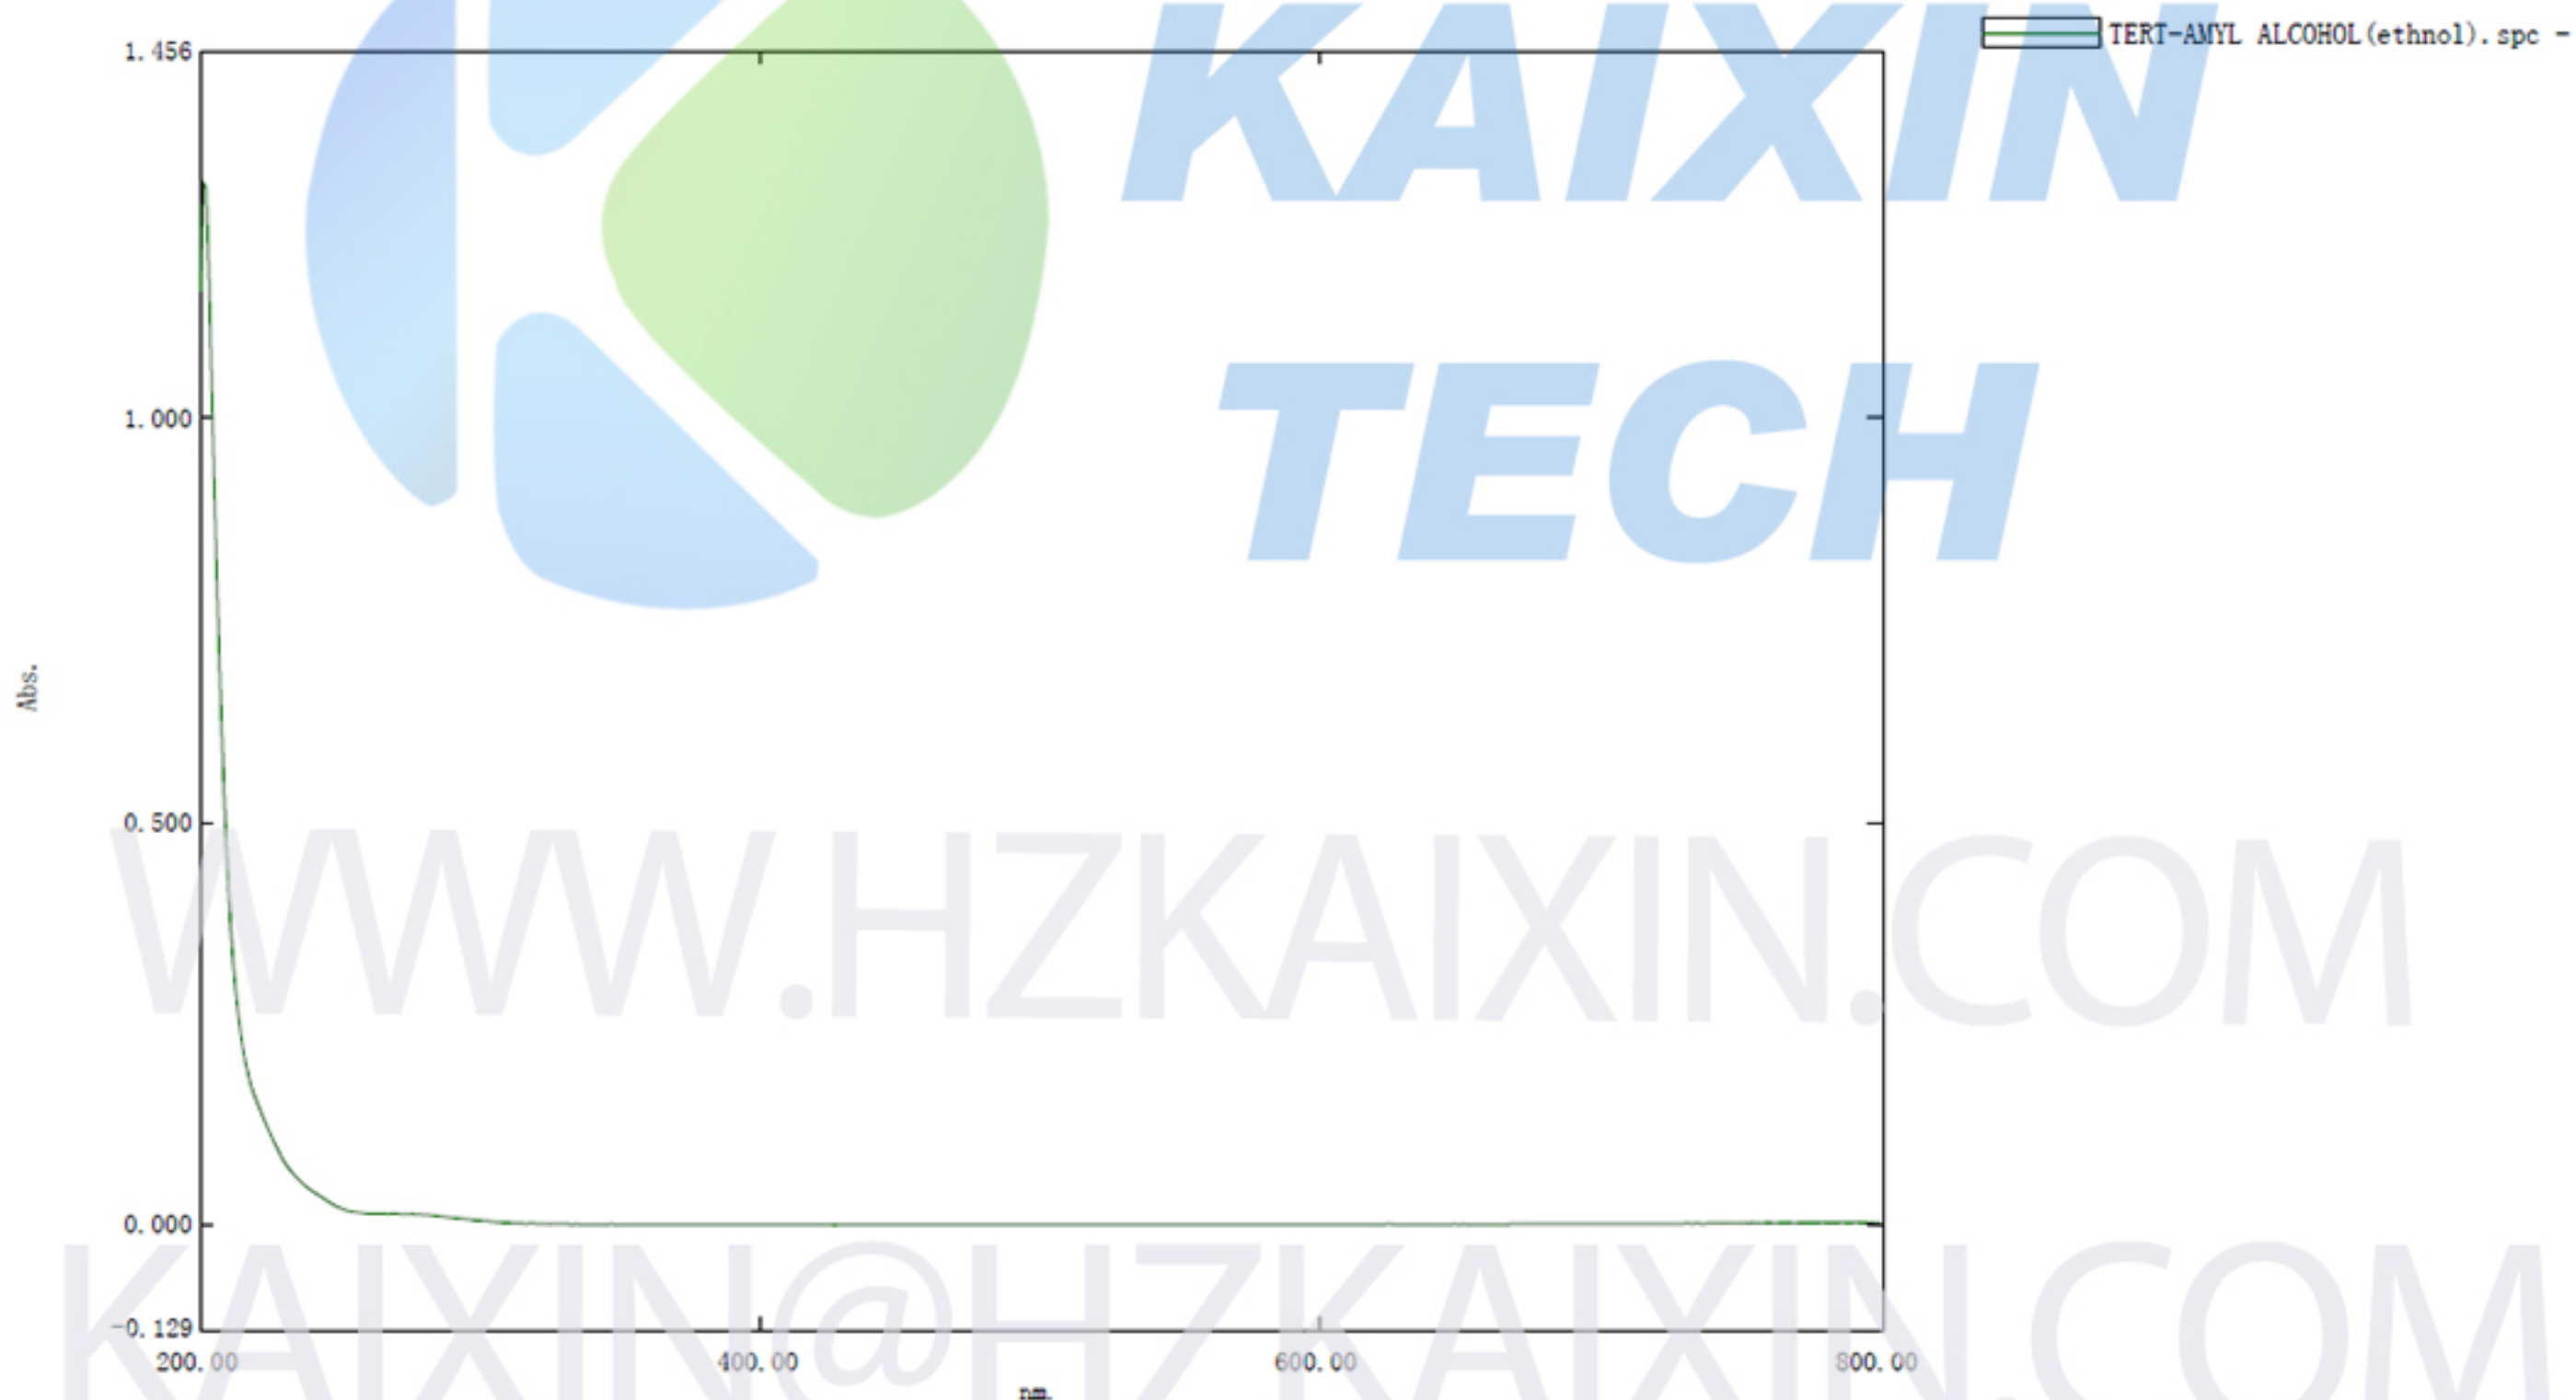 KAIXIN
TECH
TERT-AMYL ALCOHOL(ethnol).spc -
1.456
1.000
Abs.
0.500
WWW.HZKAIXIN.COM
0.000
KAIXIN@HZKAIXIN.COM
-0.129
200.00 400.00 600.00 800.00